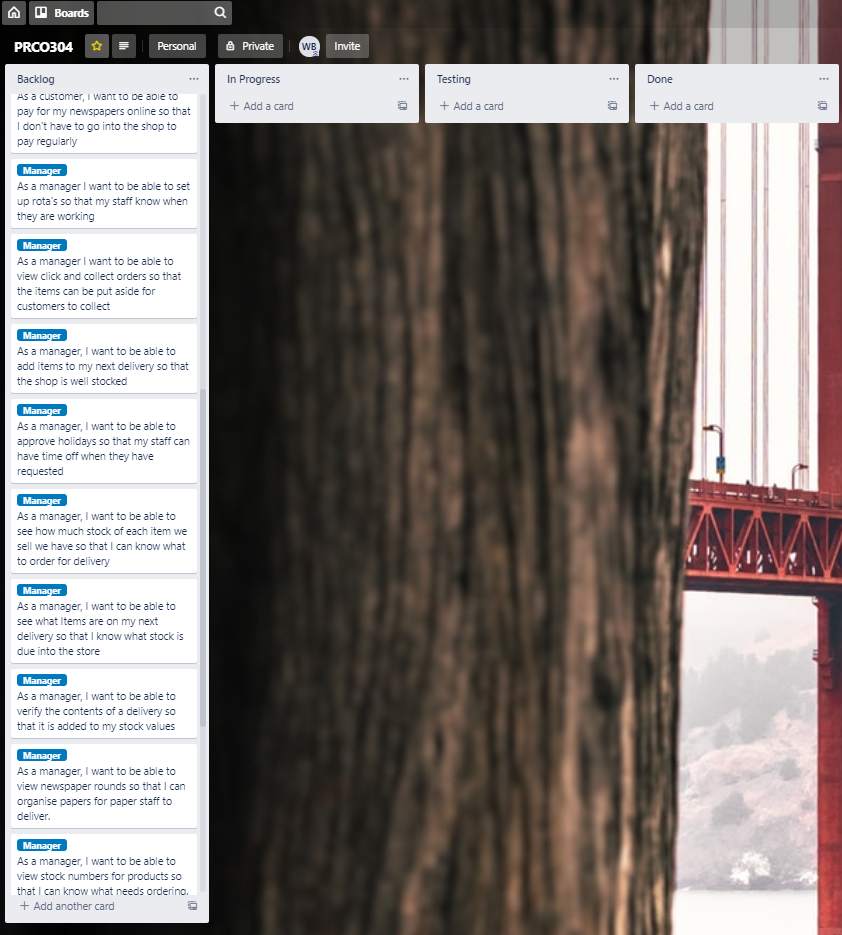 Boards
PRCO304
Personal
Private
WB
Invite
Backlog
As a customer, I want to be able to
pay for my newspapers online so that
I don't have to go into the shop to
pay regularly
Manager
As a manager I want to be able to set
up rota's so that my staff know when
they are working
Manager
As a manager I want to be able to
view click and collect orders so that
the items can be put aside for
customers to collect
Manager
As a manager, I want to be able to
add items to my next delivery so that
the shop is well stocked
Manager
As a manager, I want to be able to
approve holidays so that my staff can
have time off when they have
requested
Manager
As a manager, I want to be able to
see how much stock of each item we
sell we have so that I can know what
to order for delivery
Manager
As a manager, I want to be able to
see what Items are on my next
delivery so that I know what stock is
due into the store
Manager
As a manager, I want to be able to
verify the contents of a delivery so
that it is added to my stock values
Manager
As a manager, I want to be able to
view newspaper rounds so that I can
organise papers for paper staff to
deliver.
Manager
As a manager, I want to be able to
view stock numbers for products so
that I can know what needs ordering.
+ Add another card
In Progress
+ Add a card
Testing
+ Add a card
Done
+ Add a card